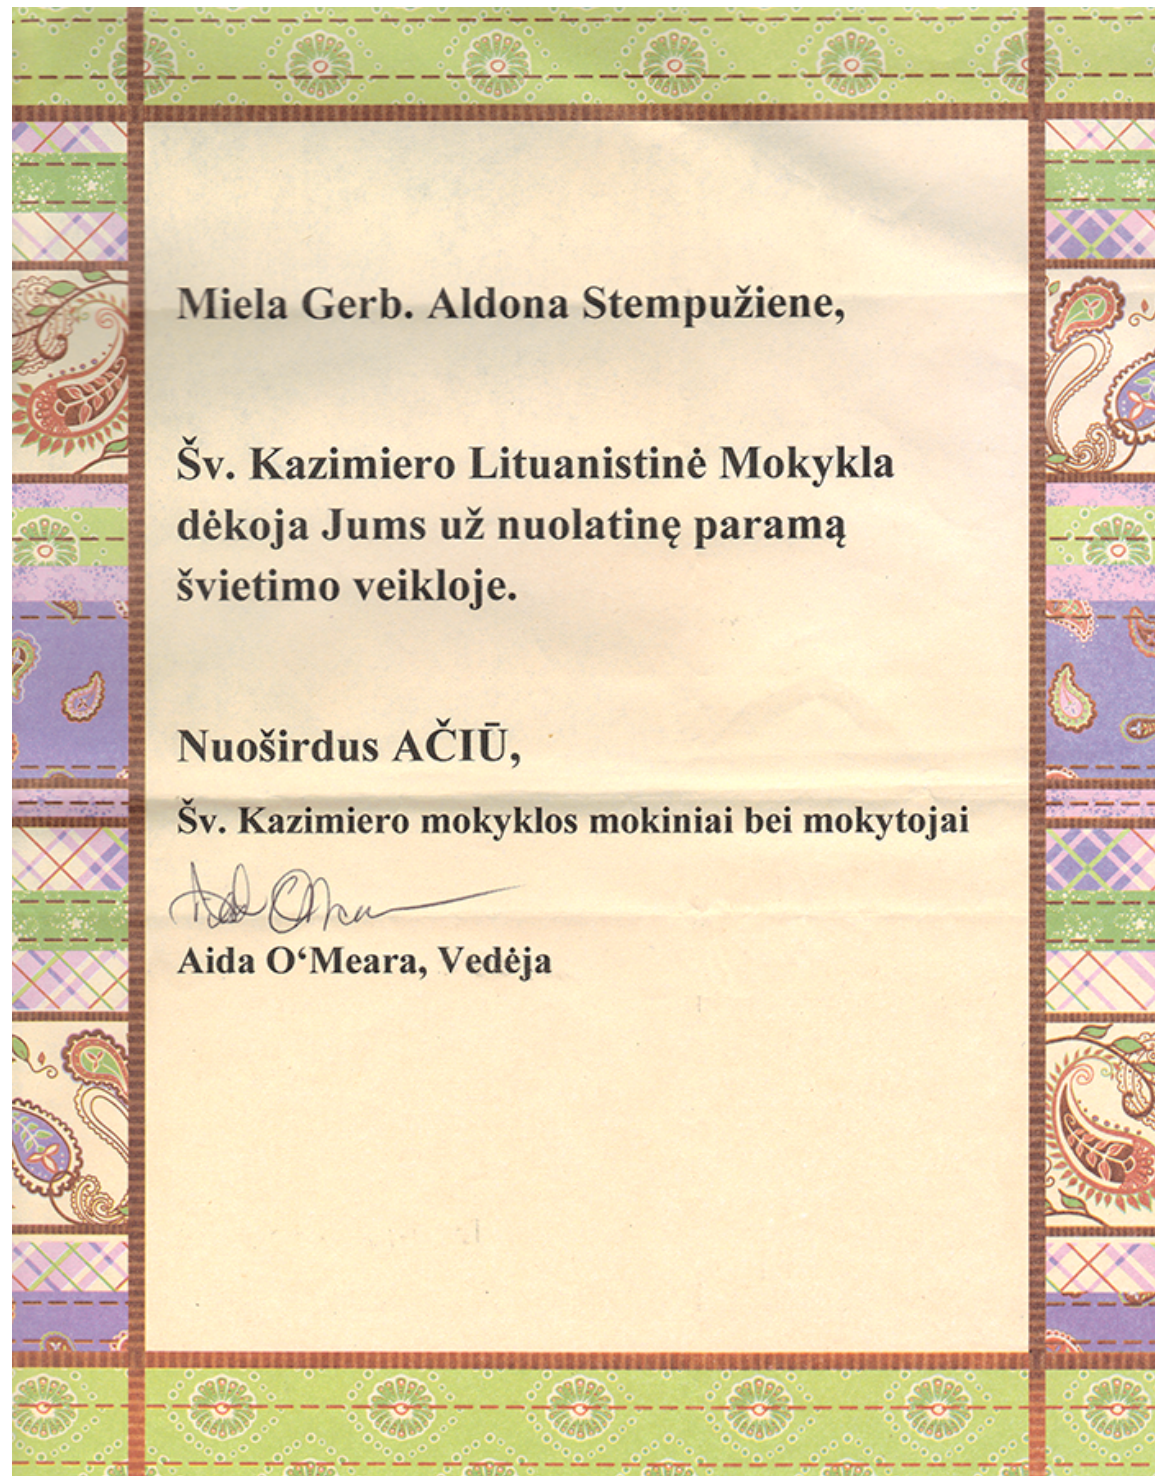 Miela Gerb. Aldona Stempužiene,
Šv. Kazimiero Lituanistinė Mokykla
dėkoja Jums už nuolatinę paramą
švietimo veikloje.
Nuoširdus AČIŪ,
Šv. Kazimiero mokyklos mokiniai bei mokytojai
Aida O‘Meara, Vedėja